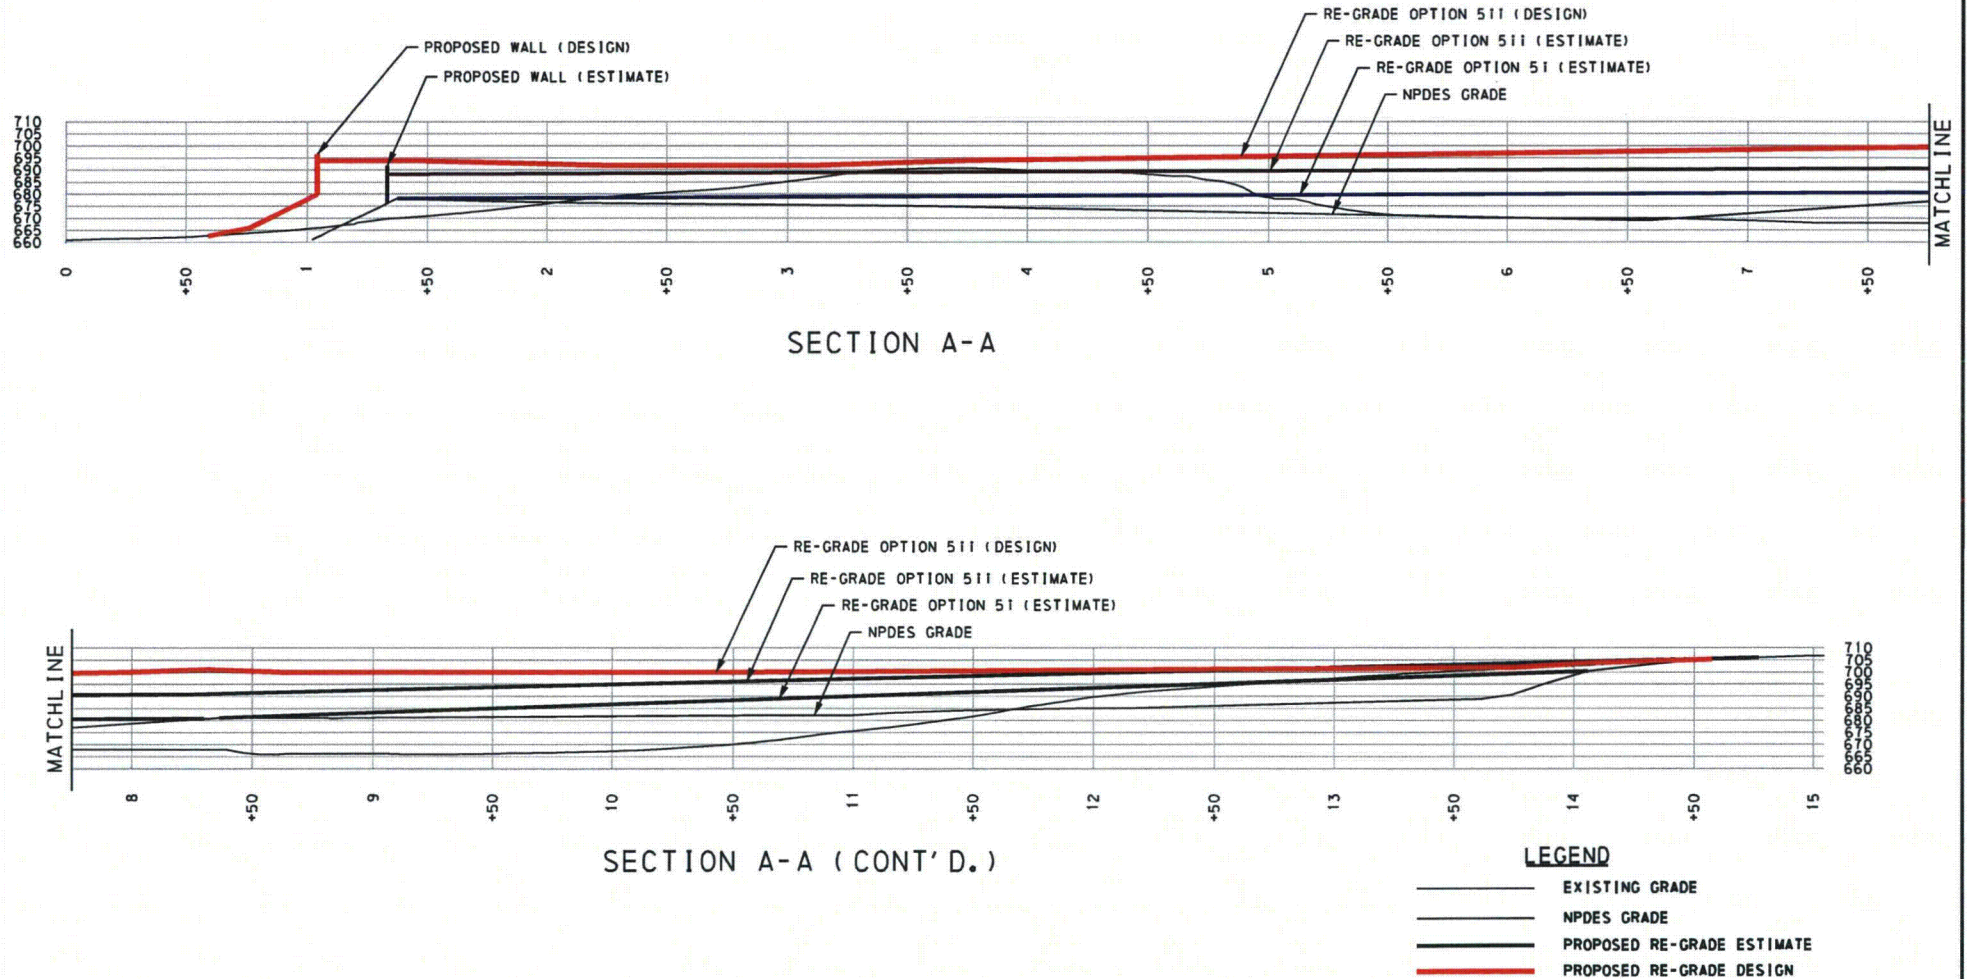 RE-GRADE OPTION 5ii (DESIGN)
PROPOSED WALL (DESIGN)
RE-GRADE OPTION 5ii (ESTIMATE)
PROPOSED WALL (ESTIMATE)
RE-GRADE OPTION 5i (ESTIMATE)
NPDES GRADE
710
705
700
695
690
685
680
675
670
665
660
MATCHLINE
0 +50 1 +50 2 +50 3 +50 4 +50 5 +50 6 +50 7 +50
SECTION A-A
RE-GRADE OPTION 5ii (DESIGN)
RE-GRADE OPTION 5ii (ESTIMATE)
RE-GRADE OPTION 5i (ESTIMATE)
NPDES GRADE
MATCHLINE
710
705
700
695
690
685
680
675
670
665
660
8 +50 9 +50 10 +50 11 +50 12 +50 13 +50 14 +50 15
SECTION A-A (CONT'D.)
LEGEND
EXISTING GRADE
NPDES GRADE
PROPOSED RE-GRADE ESTIMATE
PROPOSED RE-GRADE DESIGN